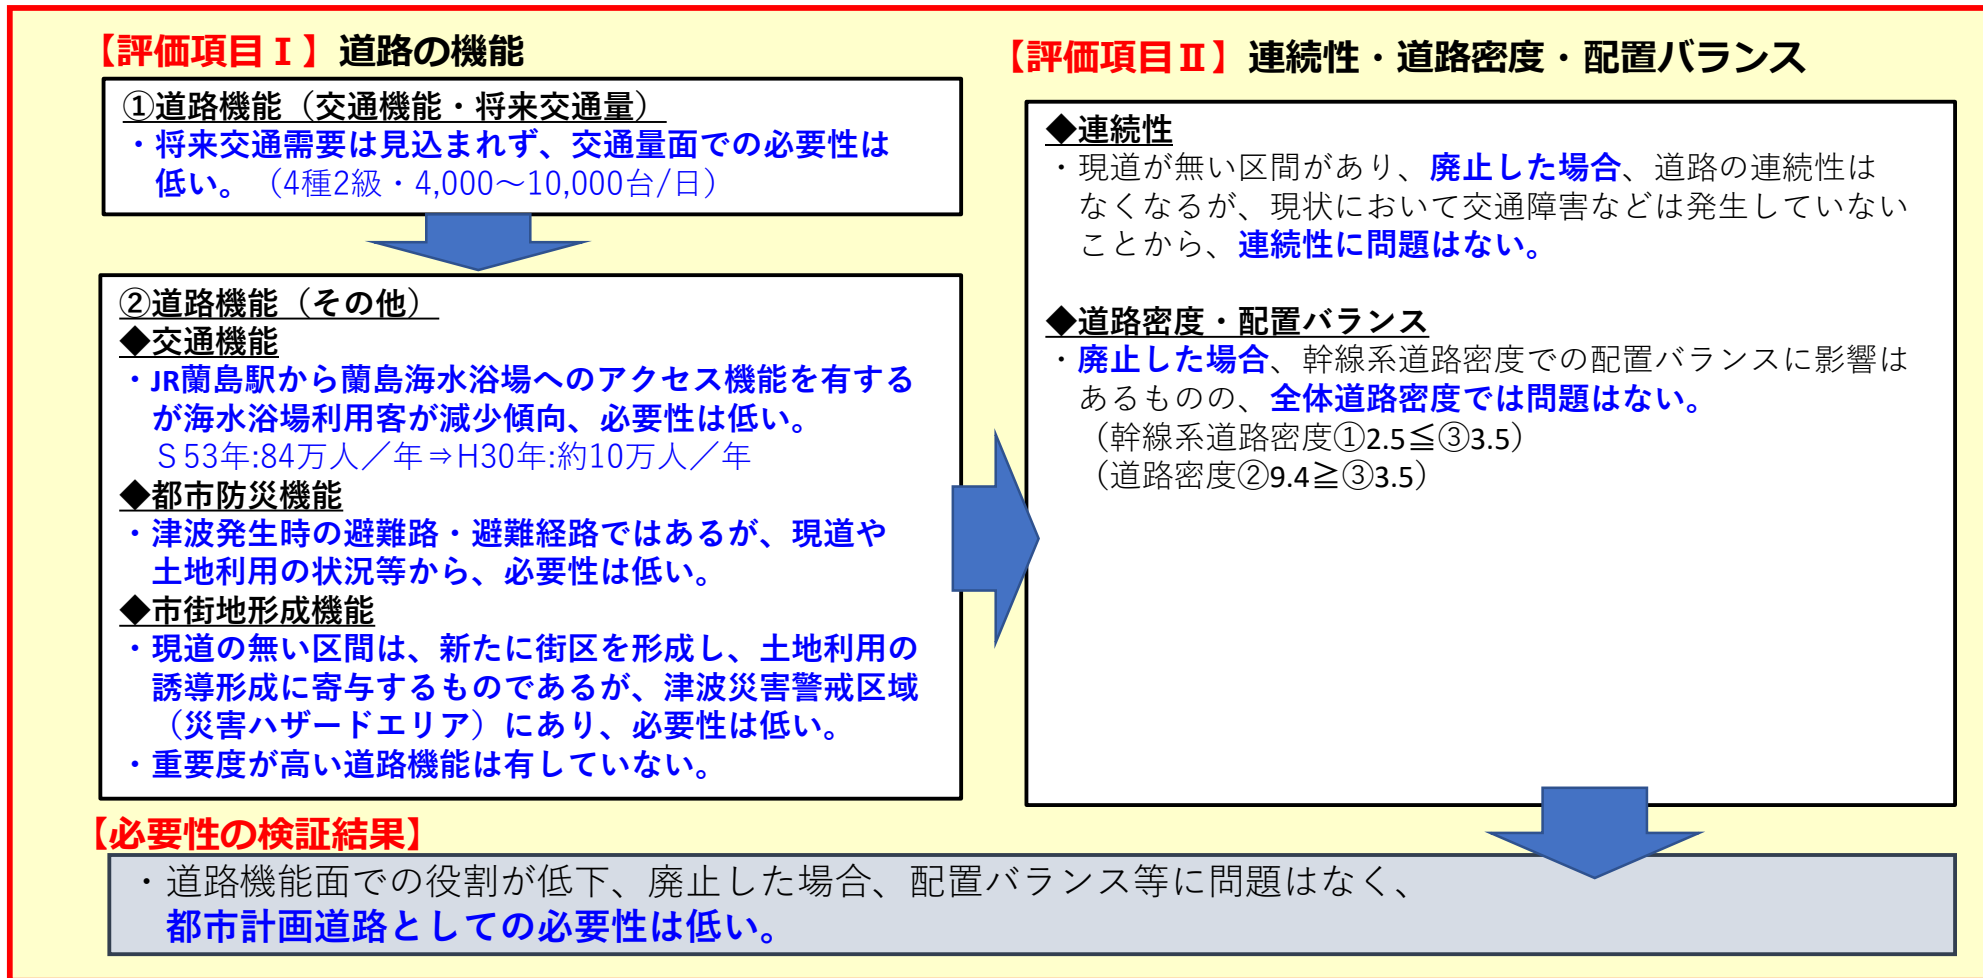 【評価項目Ⅰ】道路の機能
①道路機能（交通機能・将来交通量）
・将来交通需要は見込まれず、交通量面での必要性は
低い。（4種2級・4,000～10,000台/日）
②道路機能（その他）
◆交通機能
・JR蘭島駅から蘭島海水浴場へのアクセス機能を有する
が海水浴場利用客が減少傾向、必要性は低い。
Ｓ53年:84万人／年⇒H30年:約10万人／年
◆都市防災機能
・津波発生時の避難路・避難経路ではあるが、現道や
土地利用の状況等から、必要性は低い。
◆市街地形成機能
・現道の無い区間は、新たに街区を形成し、土地利用の
誘導形成に寄与するものであるが、津波災害警戒区域
（災害ハザードエリア）にあり、必要性は低い。
・重要度が高い道路機能は有していない。
【評価項目Ⅱ】連続性・道路密度・配置バランス
◆連続性
・現道が無い区間があり、廃止した場合、道路の連続性は
なくなるが、現状において交通障害などは発生していない
ことから、連続性に問題はない。
◆道路密度・配置バランス
・廃止した場合、幹線系道路密度での配置バランスに影響は
あるものの、全体道路密度では問題はない。
（幹線系道路密度①2.5≦③3.5）
（道路密度②9.4≧③3.5）
【必要性の検証結果】
・道路機能面での役割が低下、廃止した場合、配置バランス等に問題はなく、
都市計画道路としての必要性は低い。